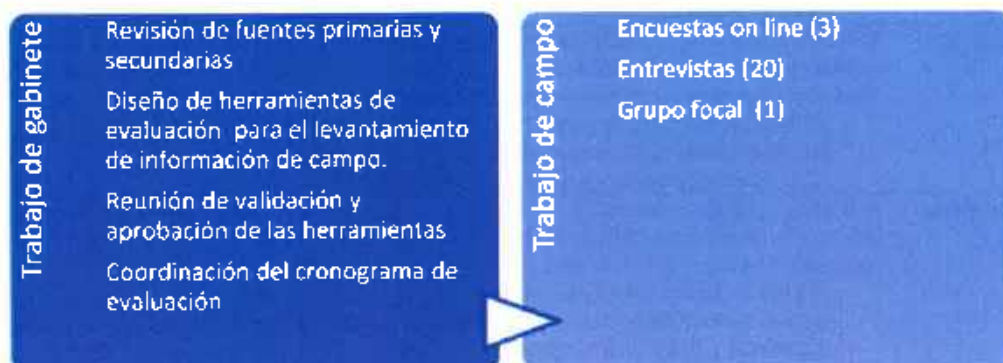 Trabajo de gabinete
Revisión de fuentes primarias y
secundarias
Diseño de herramientas de
evaluación para el levantamiento
de información de campo.
Reunión de validación y
aprobación de las herramientas
Coordinación del cronograma de
evaluación
Trabajo de campo
Encuestas on line (3)
Entrevistas (20)
Grupo focal (1)